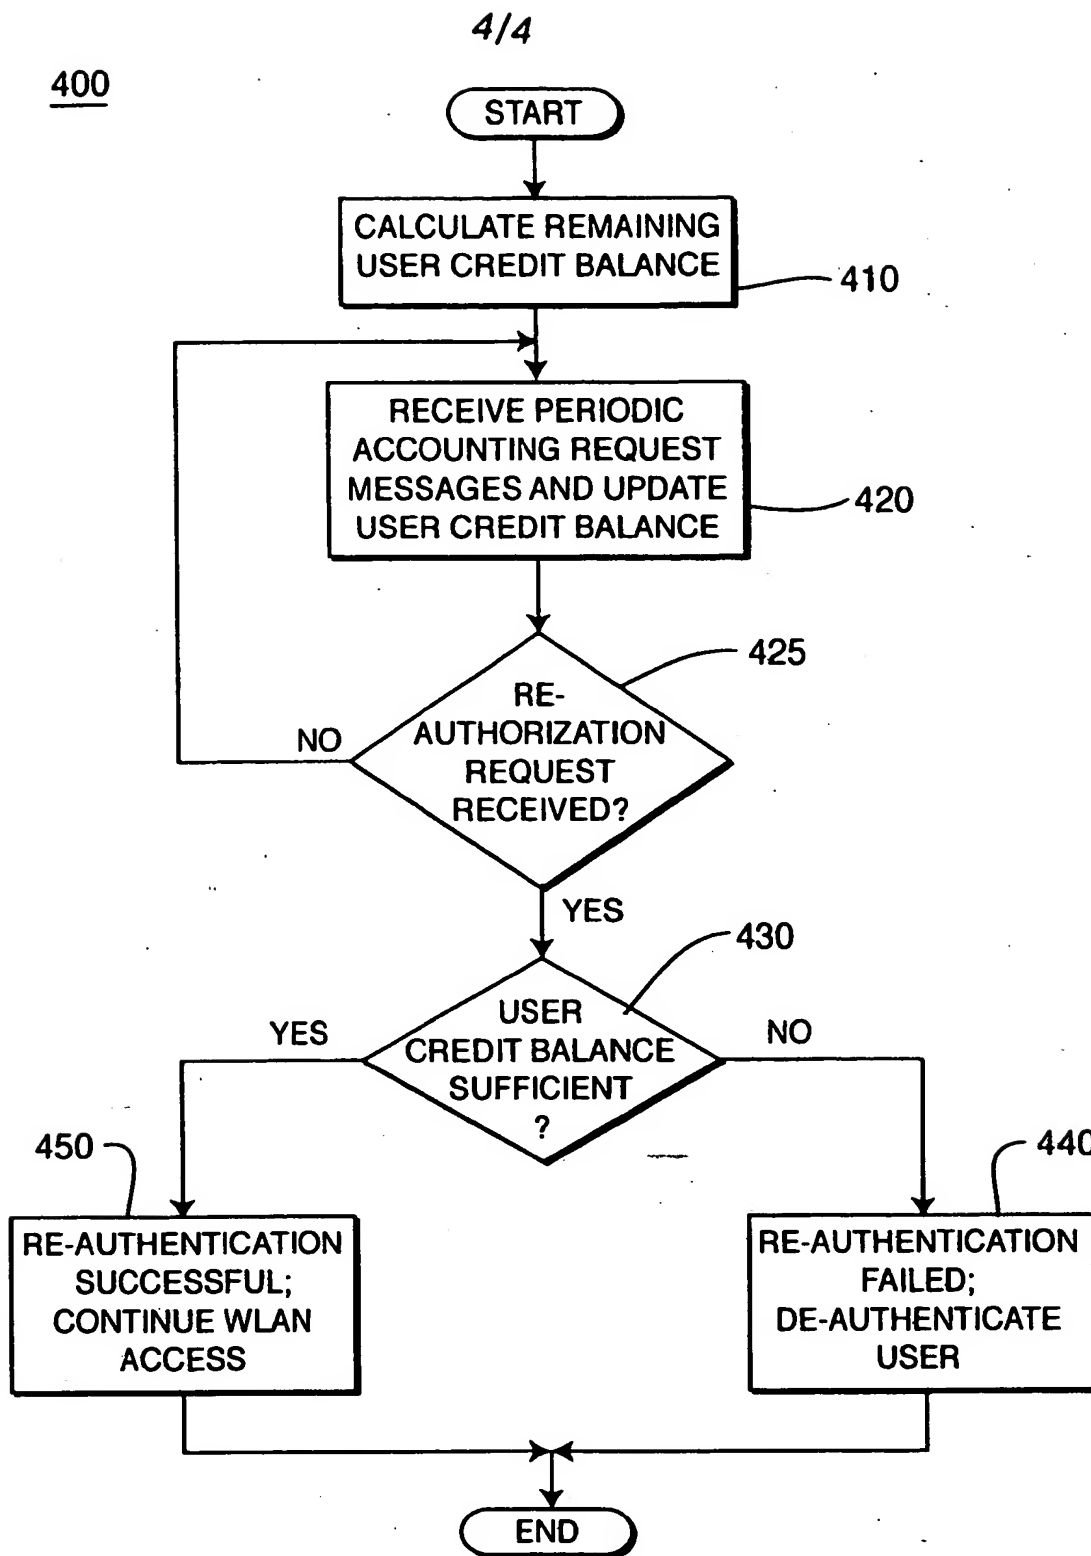 4/4
400
START
CALCULATE REMAINING
USER CREDIT BALANCE
410
RECEIVE PERIODIC
ACCOUNTING REQUEST
MESSAGES AND UPDATE
USER CREDIT BALANCE
420
425
RE-
AUTHORIZATION
REQUEST
RECEIVED?
NO
YES
430
USER
CREDIT BALANCE
SUFFICIENT
?
YES
NO
450
RE-AUTHENTICATION
SUCCESSFUL;
CONTINUE WLAN
ACCESS
440
RE-AUTHENTICATION
FAILED;
DE-AUTHENTICATE
USER
END